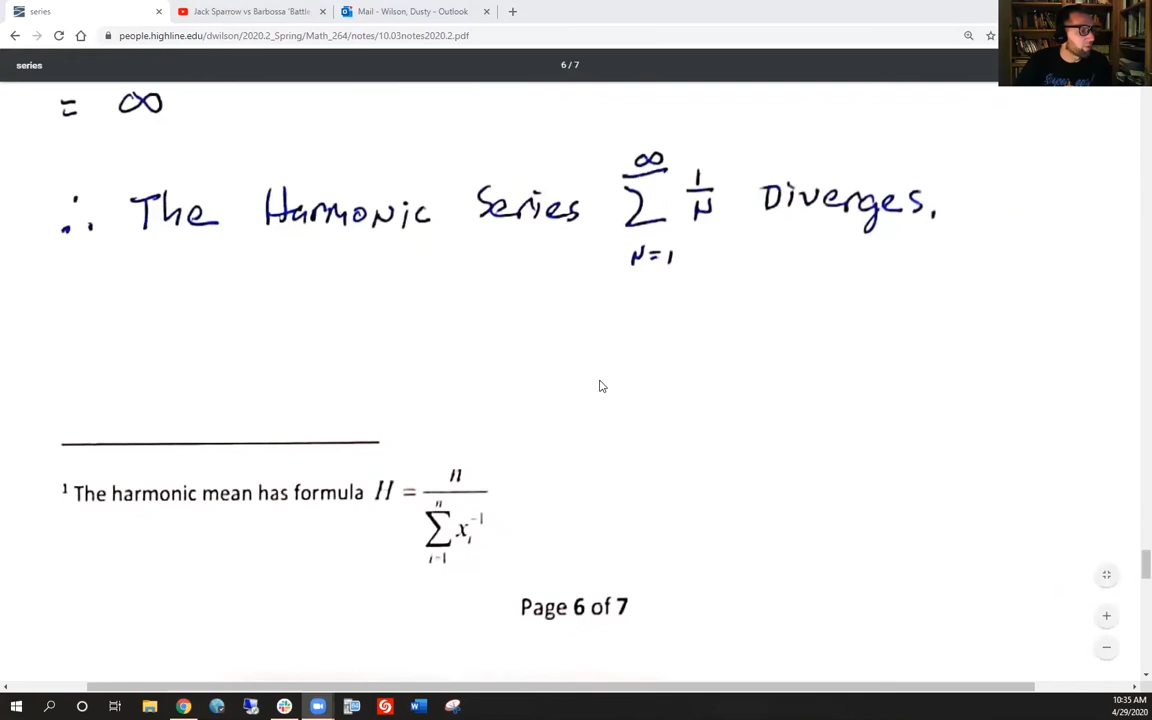 series
Jack Sparrow vs Barbossa 'Battle
Mail - Wilson, Dusty - Outlook
people.highline.edu/dwilson/2020.2_Spring/Math_264/notes/10.03notes2020.2.pdf
series
6 / 7
= ∞
∴ The Harmonic Series ∞ ∑ N=1 1/N Diverges.
¹ The harmonic mean has formula H = n / ∑ i=1 n x_i^-1
Page 6 of 7
10:35 AM
4/29/2020